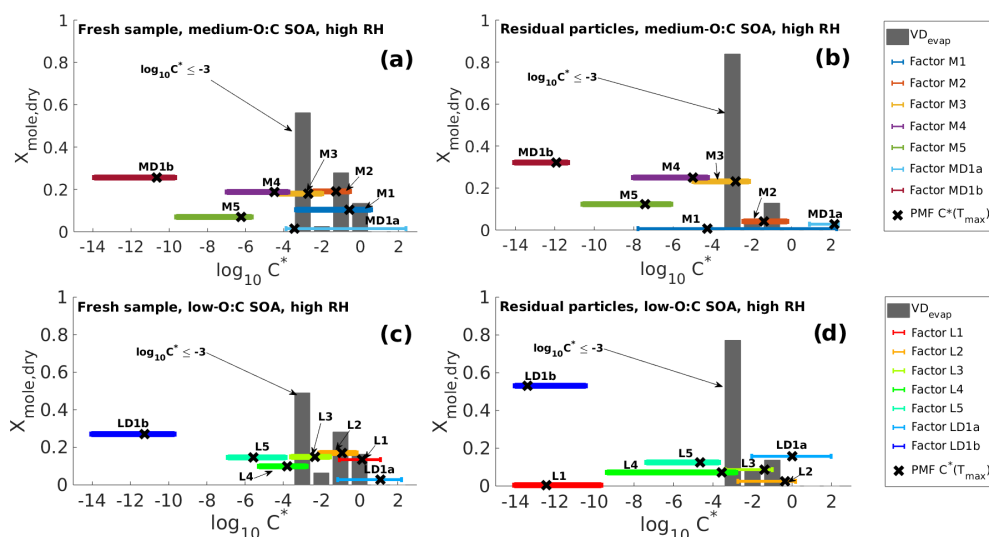 Fresh sample, medium-O:C SOA, high RH
(a)
log10C* ≤ -3
MD1b
M5
M4
M3
M2
M1
MD1a
X_mole,dry
1
0.8
0.6
0.4
0.2
0
-14 -12 -10 -8 -6 -4 -2 0 2
log10 C*
Residual particles, medium-O:C SOA, high RH
(b)
log10C* ≤ -3
MD1b
M5
M4
M3
M2
M1
MD1a
X_mole,dry
1
0.8
0.6
0.4
0.2
0
-14 -12 -10 -8 -6 -4 -2 0 2
log10 C*
VD_evap
Factor M1
Factor M2
Factor M3
Factor M4
Factor M5
Factor MD1a
Factor MD1b
PMF C*(T_max)
Fresh sample, low-O:C SOA, high RH
(c)
log10C* ≤ -3
LD1b
L5
L4
L3
L2
L1
LD1a
X_mole,dry
1
0.8
0.6
0.4
0.2
0
-14 -12 -10 -8 -6 -4 -2 0 2
log10 C*
Residual particles, low-O:C SOA, high RH
(d)
log10C* ≤ -3
LD1b
L1
L5
L4
L3
L2
LD1a
X_mole,dry
1
0.8
0.6
0.4
0.2
0
-14 -12 -10 -8 -6 -4 -2 0 2
log10 C*
VD_evap
Factor L1
Factor L2
Factor L3
Factor L4
Factor L5
Factor LD1a
Factor LD1b
PMF C*(T_max)